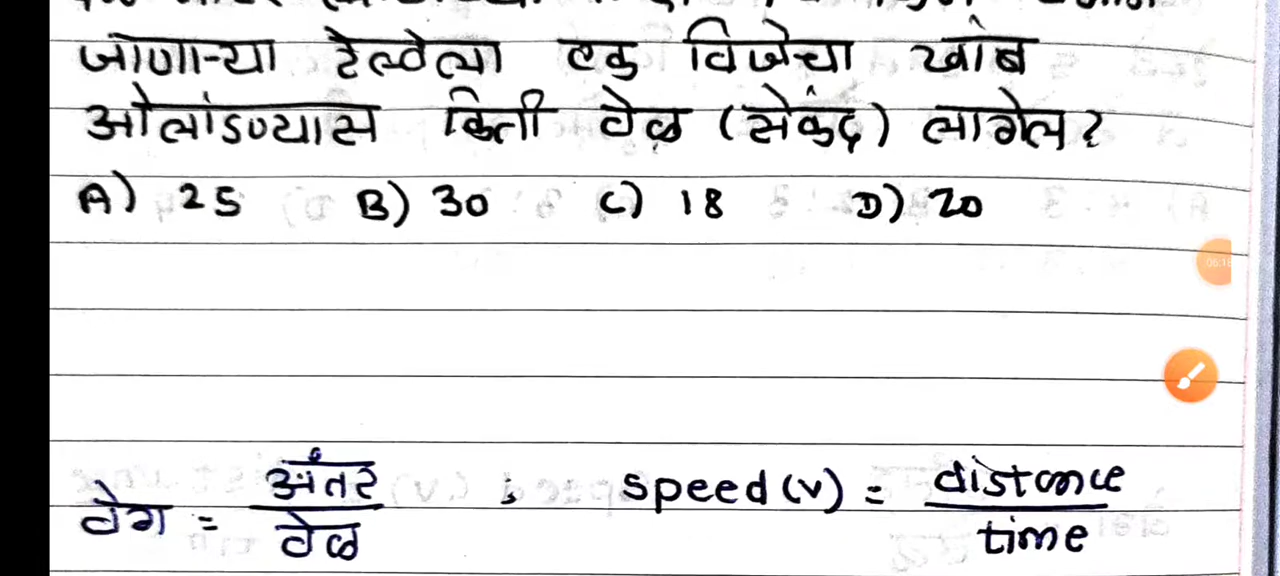 जाणाऱ्या रेल्वेला एक विजेचा खांब
ओलांडण्यास किती वेळ (सेकंद) लागेल?
A) 25 B) 30 C) 18 D) 20
वेग = अंतर / वेळ ; speed (v) = distance / time